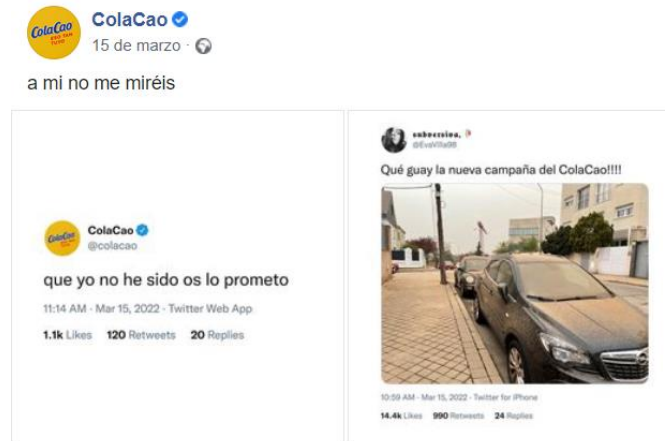 ColaCao
ColaCao
15 de marzo
a mi no me miréis
ColaCao
ColaCao
@colacao
que yo no he sido os lo prometo
11:14 AM · Mar 15, 2022 · Twitter Web App
1.1k Likes 120 Retweets 20 Replies
subversiva.
@EvaVilla98
Qué guay la nueva campaña del ColaCao!!!!
10:59 AM · Mar 15, 2022 · Twitter for iPhone
14.4k Likes 990 Retweets 24 Replies